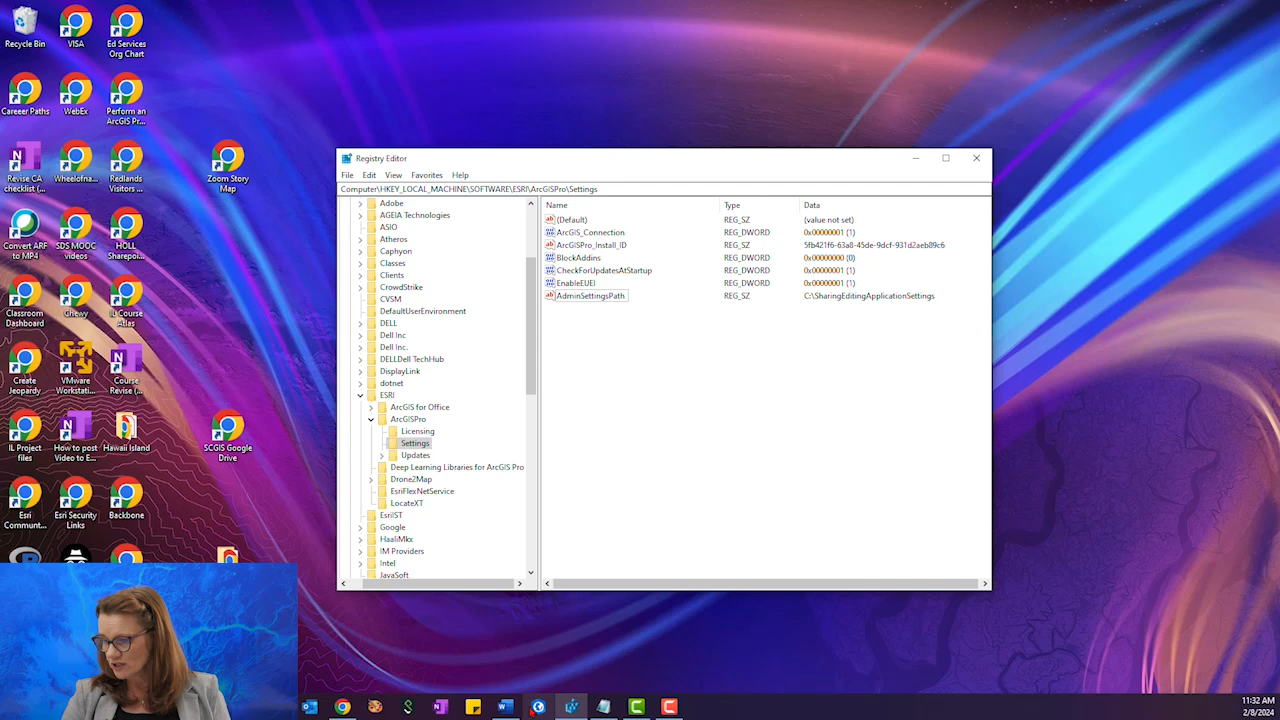 Recycle Bin
VISA
Ed Services
Org Chart
Careeer Paths
WebEx
Perform an
ArcGIS Pr...
Revise CA
checklist (...
Wheelofna...
Redlands
Visitors ...
Zoom Story
Map
Convert ARF
to MP4
SDS MOOC
videos
HOLL
Sharepoi...
Classroom
Dashboard
Chewy
IL Course
Atlas
Create
Jeopardy
VMware
Workstati...
Course
Revise (...
IL Project
files
How to post
Video to E...
Hawaii Island
SCGIS Google
Drive
Esri
Communt...
Esri Security
Links
Backbone
Registry Editor
File Edit View Favorites Help
Computer\HKEY_LOCAL_MACHINE\SOFTWARE\ESRI\ArcGISPro\Settings
Adobe
AGEIA Technologies
ASIO
Atheros
Caphyon
Classes
Clients
CrowdStrike
CVSM
DefaultUserEnvironment
DELL
Dell Inc
Dell Inc.
DELLDell TechHub
DisplayLink
dotnet
ESRI
ArcGIS for Office
ArcGISPro
Licensing
Settings
Updates
Deep Learning Libraries for ArcGIS Pro
Drone2Map
EsriFlexNetService
LocateXT
EsriIST
Google
HaaliMkx
IM Providers
Intel
JavaSoft
Name Type Data
(Default) REG_SZ (value not set)
ArcGIS_Connection REG_DWORD 0x00000001 (1)
ArcGISPro_Install_ID REG_SZ 5fb421f6-63a8-45de-9dcf-931d2aeb89c6
BlockAddins REG_DWORD 0x00000000 (0)
CheckForUpdatesAtStartup REG_DWORD 0x00000001 (1)
EnableEUEI REG_DWORD 0x00000001 (1)
AdminSettingsPath REG_SZ C:\SharingEditingApplicationSettings
11:32 AM
2/8/2024